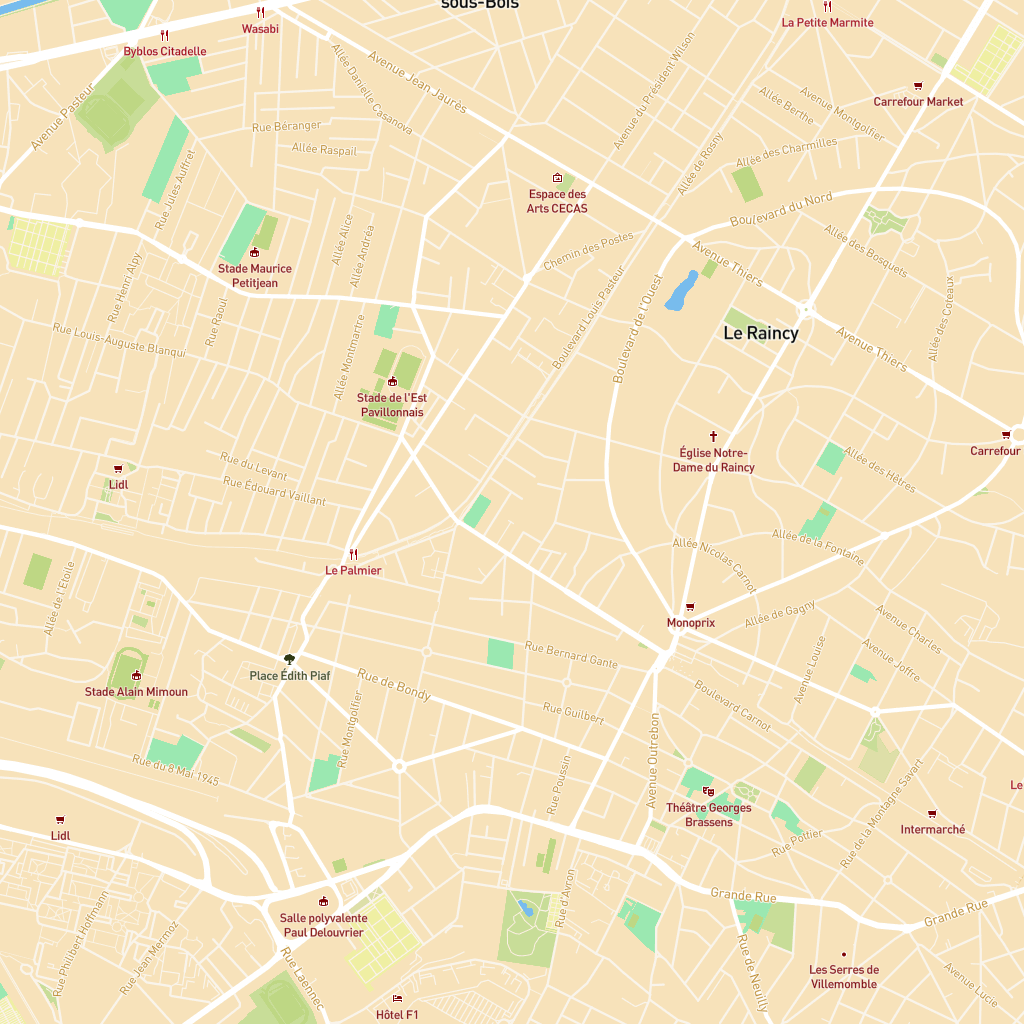 sous-Bois
Wasabi
La Petite Marmite
Byblos Citadelle
Avenue Jean Jaurès
Allée Danielle Casanova
Avenue du Président Wilson
Avenue Pasteur
Carrefour Market
Allée Berthe
Avenue Montgolfier
Rue Béranger
Allée Raspail
Allée des Charmilles
Allée de Rosny
Rue Jules Auffret
Espace des
Arts CECAS
Boulevard du Nord
Allée Alice
Allée Andréa
Chemin des Postes
Avenue Thiers
Allée des Bosquets
Stade Maurice
Petitjean
Rue Henri Alpy
Rue Raoul
Boulevard Louis Pasteur
Boulevard de l'Ouest
Allée des Coteaux
Le Raincy
Rue Louis-Auguste Blanqui
Allée Montmartre
Avenue Thiers
Stade de l'Est
Pavillonnais
Église Notre-
Dame du Raincy
Carrefour
Allée des Hêtres
Rue du Levant
Lidl
Rue Édouard Vaillant
Allée de la Fontaine
Allée Nicolas Carnot
Le Palmier
Allée de l'Étoile
Monoprix
Allée de Gagny
Avenue Charles
Rue Bernard Gante
Avenue Louise
Avenue Joffre
Place Édith Piaf
Stade Alain Mimoun
Rue de Bondy
Boulevard Carnot
Rue Guilbert
Rue Montgolfier
Avenue Outrebon
Rue du 8 Mai 1945
Rue Poussin
Le
Théâtre Georges
Brassens
Rue de la Montagne Savart
Intermarché
Lidl
Rue Pottier
Rue d'Avron
Grande Rue
Grande Rue
Salle polyvalente
Paul Delouvrier
Rue Philibert Hoffmann
Rue Jean Mermoz
Rue Laennec
Rue de Neuilly
Les Serres de
Villemomble
Avenue Lucie
Hôtel F1